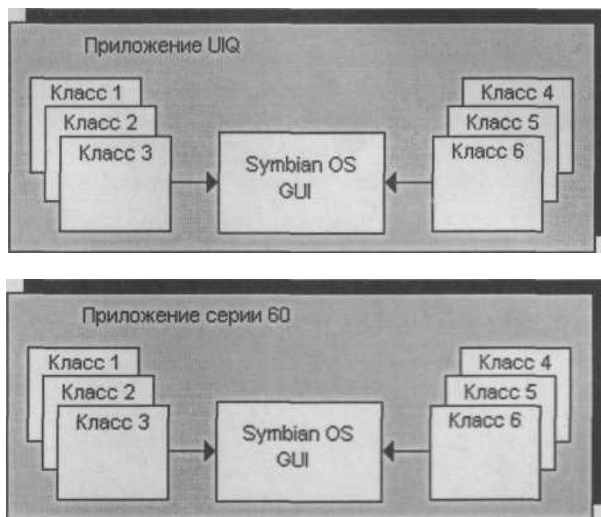 Приложение UIQ
Класс 1
Класс 2
Класс 3
Symbian OS
GUI
Класс 4
Класс 5
Класс 6
Приложение серии 60
Класс 1
Класс 2
Класс 3
Symbian OS
GUI
Класс 4
Класс 5
Класс 6